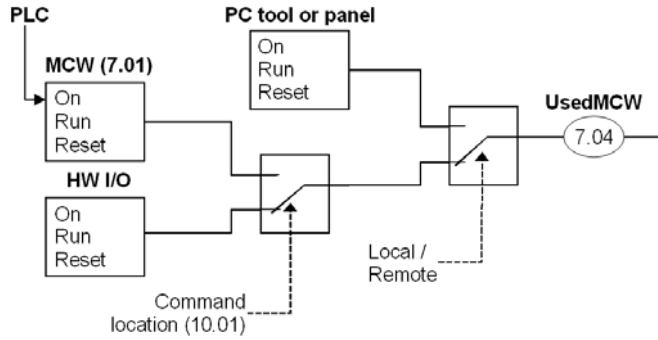 PLC
PC tool or panel
On
Run
Reset
MCW (7.01)
On
Run
Reset
UsedMCW
7.04
HW I/O
On
Run
Reset
Local /
Remote
Command
location (10.01)